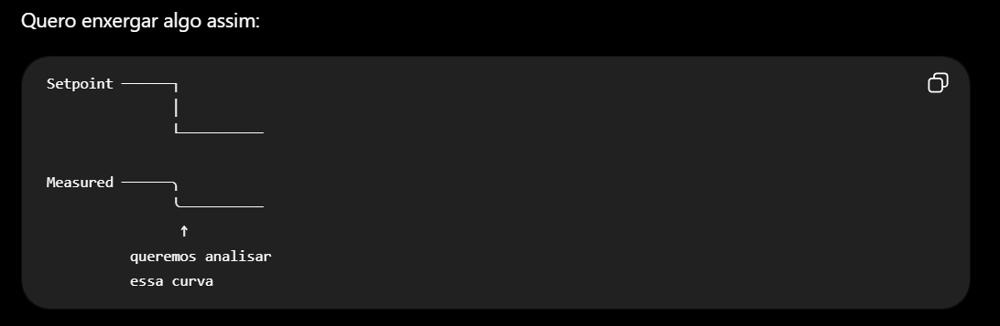 Quero enxergar algo assim:
Setpoint ──────┐
│
└──────────
Measured ──────╮
╰──────────
↑
queremos analisar
essa curva